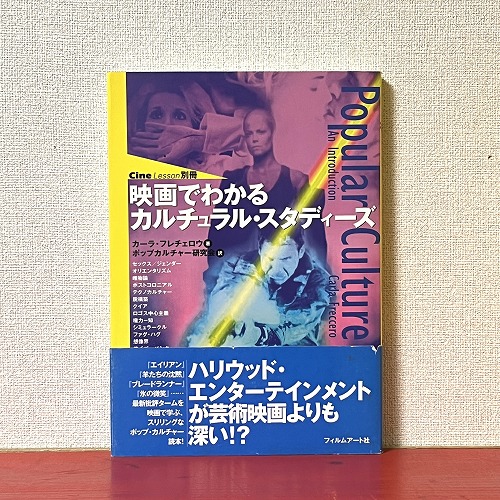 Popular Culture
An Introduction
Carla Freccero
Cine Lesson 別冊
映画でわかる
カルチュラル・スタディーズ
カーラ・フレチェロウ 著
ポップカルチャー研究会 訳
セックス/ジェンダー
オリエンタリズム
精神分析
ポストコロニアル
テクノカルチャー
脱構築
クイア
ロゴス中心主義
権力－知
シミュラークル
ファグ・ハグ
想像界
「エイリアン」
「羊たちの沈黙」
「ブレードランナー」
「氷の微笑」……
最新批評タームを
映画で学ぶ、
スリリングな
ポップ・カルチャー
読本!
ハリウッド・
エンターテインメント
が芸術映画よりも
深い!?
フィルムアート社